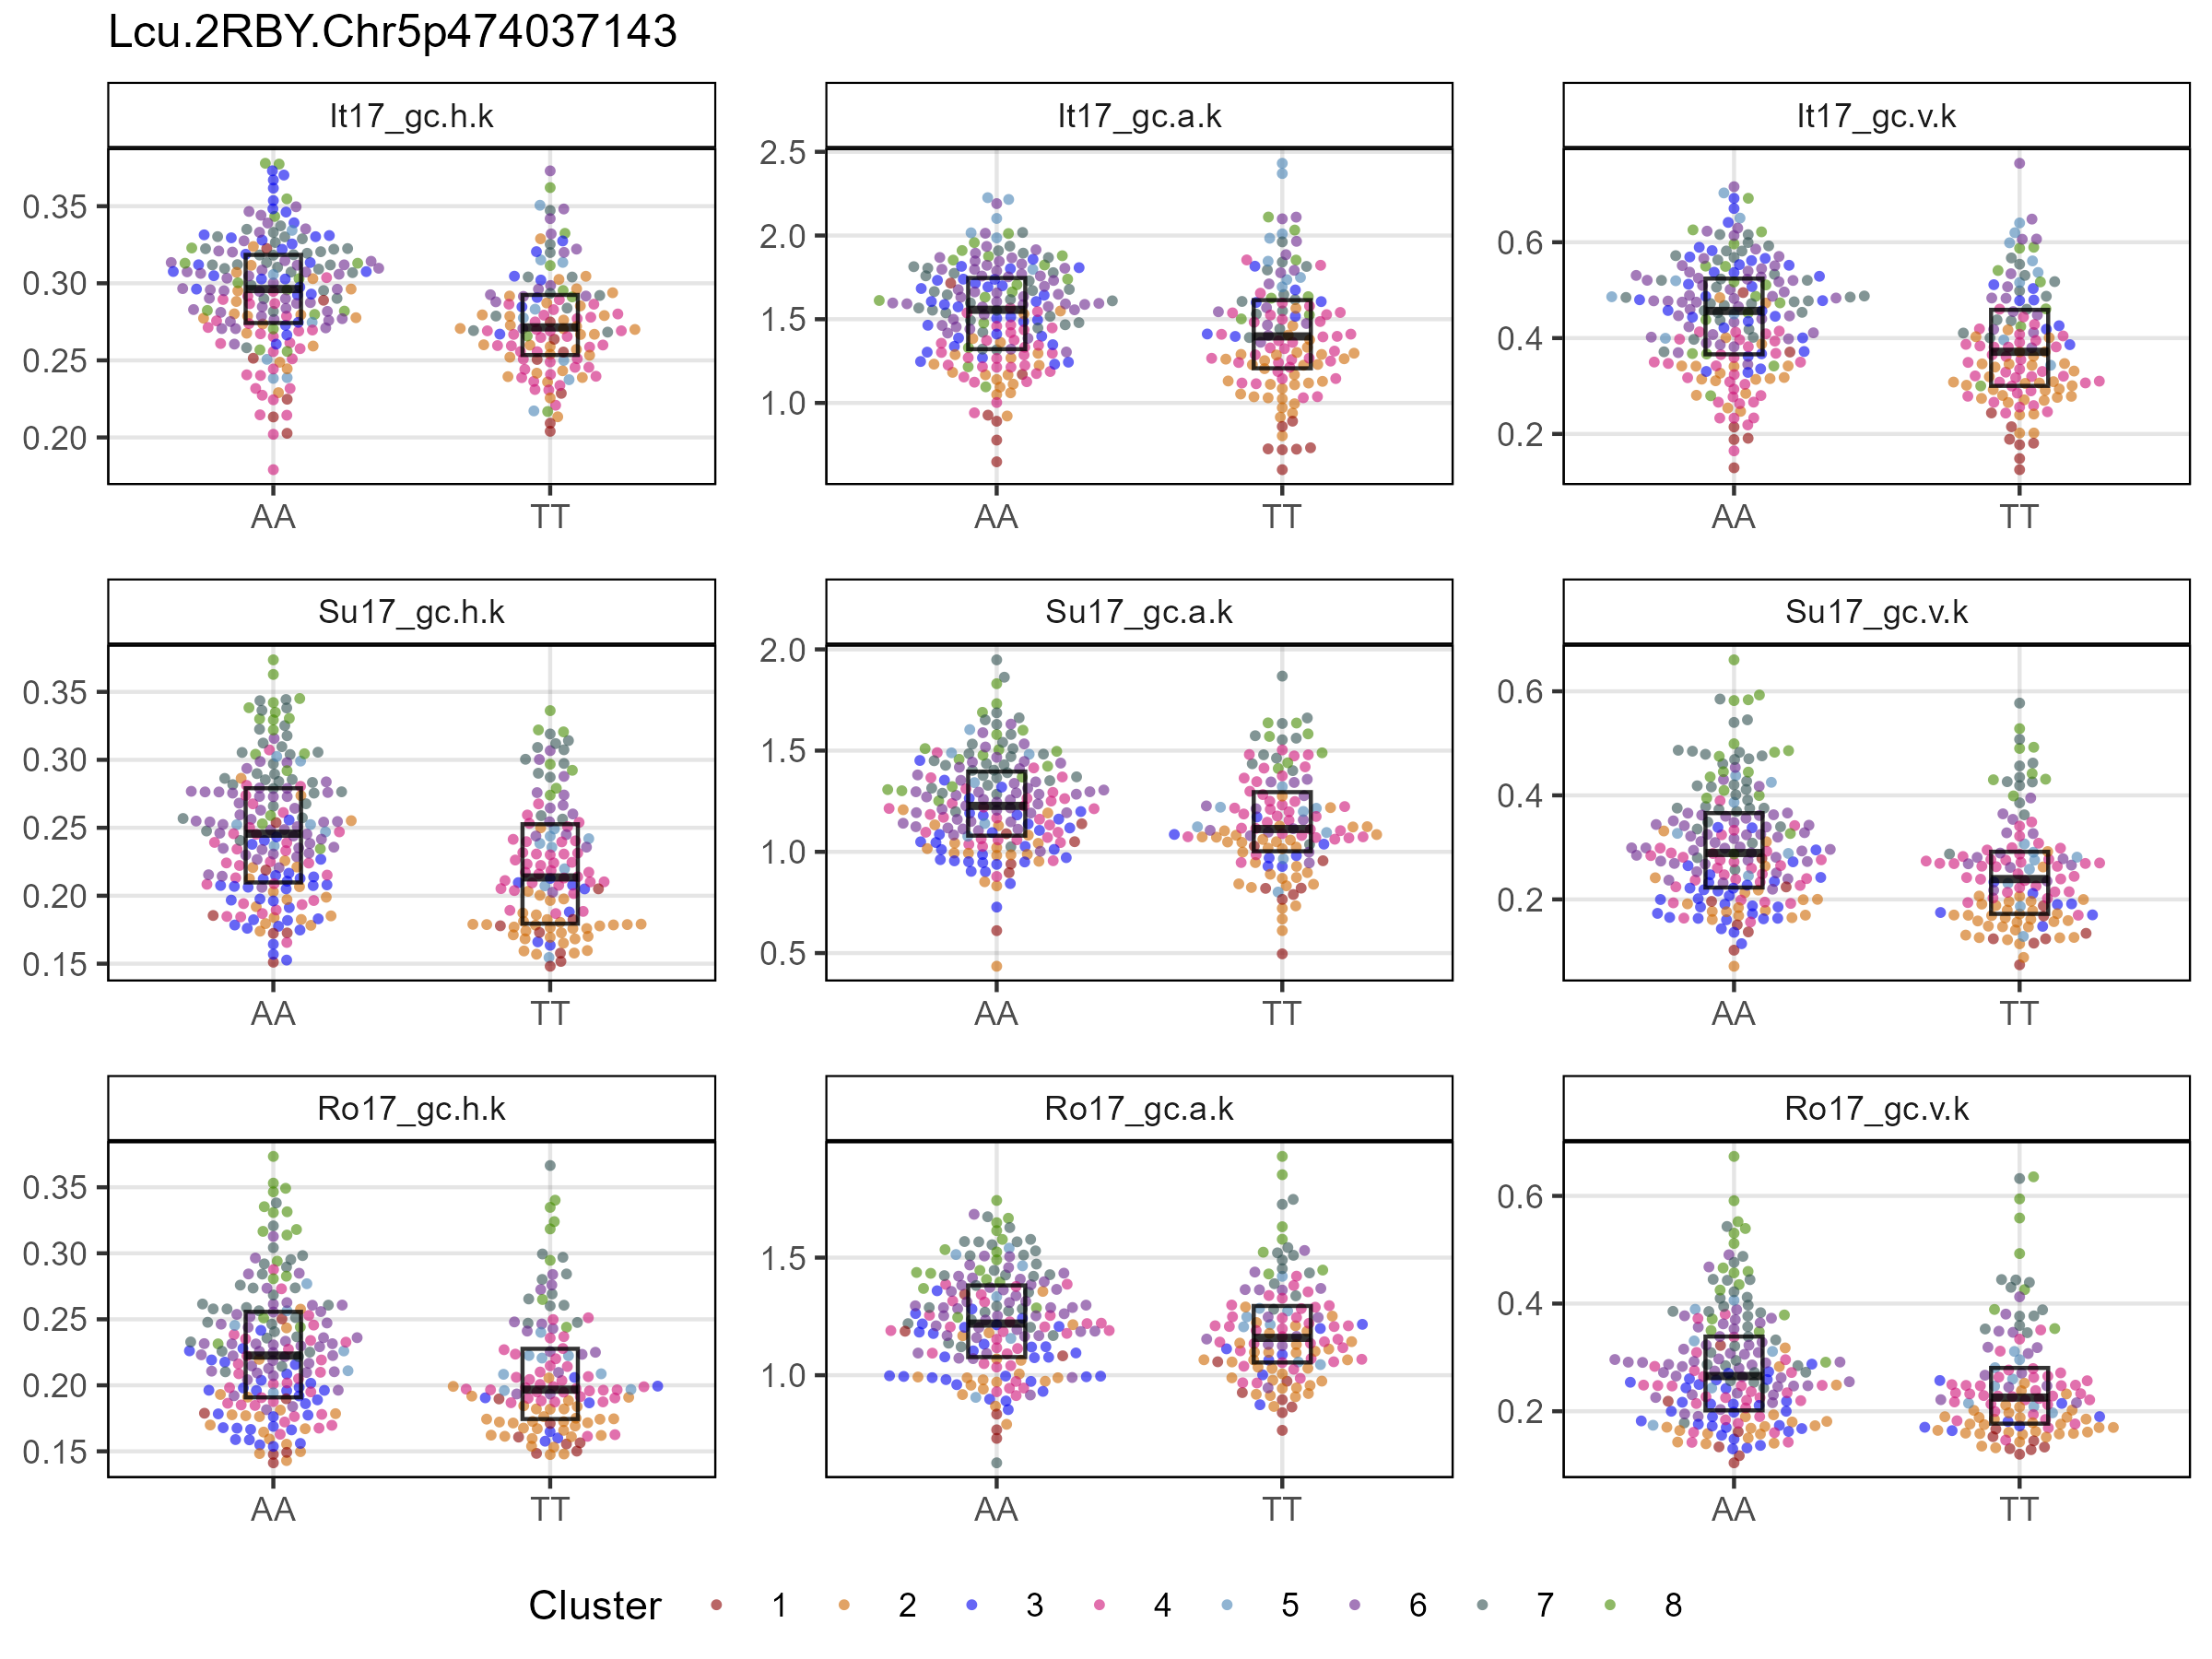 Lcu.2RBY.Chr5p474037143
It17_gc.h.k
It17_gc.a.k
It17_gc.v.k
0.35
0.30
0.25
0.20
AA
TT
2.5
2.0
1.5
1.0
AA
TT
0.6
0.4
0.2
AA
TT
Su17_gc.h.k
Su17_gc.a.k
Su17_gc.v.k
0.35
0.30
0.25
0.20
0.15
AA
TT
2.0
1.5
1.0
0.5
AA
TT
0.6
0.4
0.2
AA
TT
Ro17_gc.h.k
Ro17_gc.a.k
Ro17_gc.v.k
0.35
0.30
0.25
0.20
0.15
AA
TT
1.5
1.0
AA
TT
0.6
0.4
0.2
AA
TT
Cluster 1 2 3 4 5 6 7 8